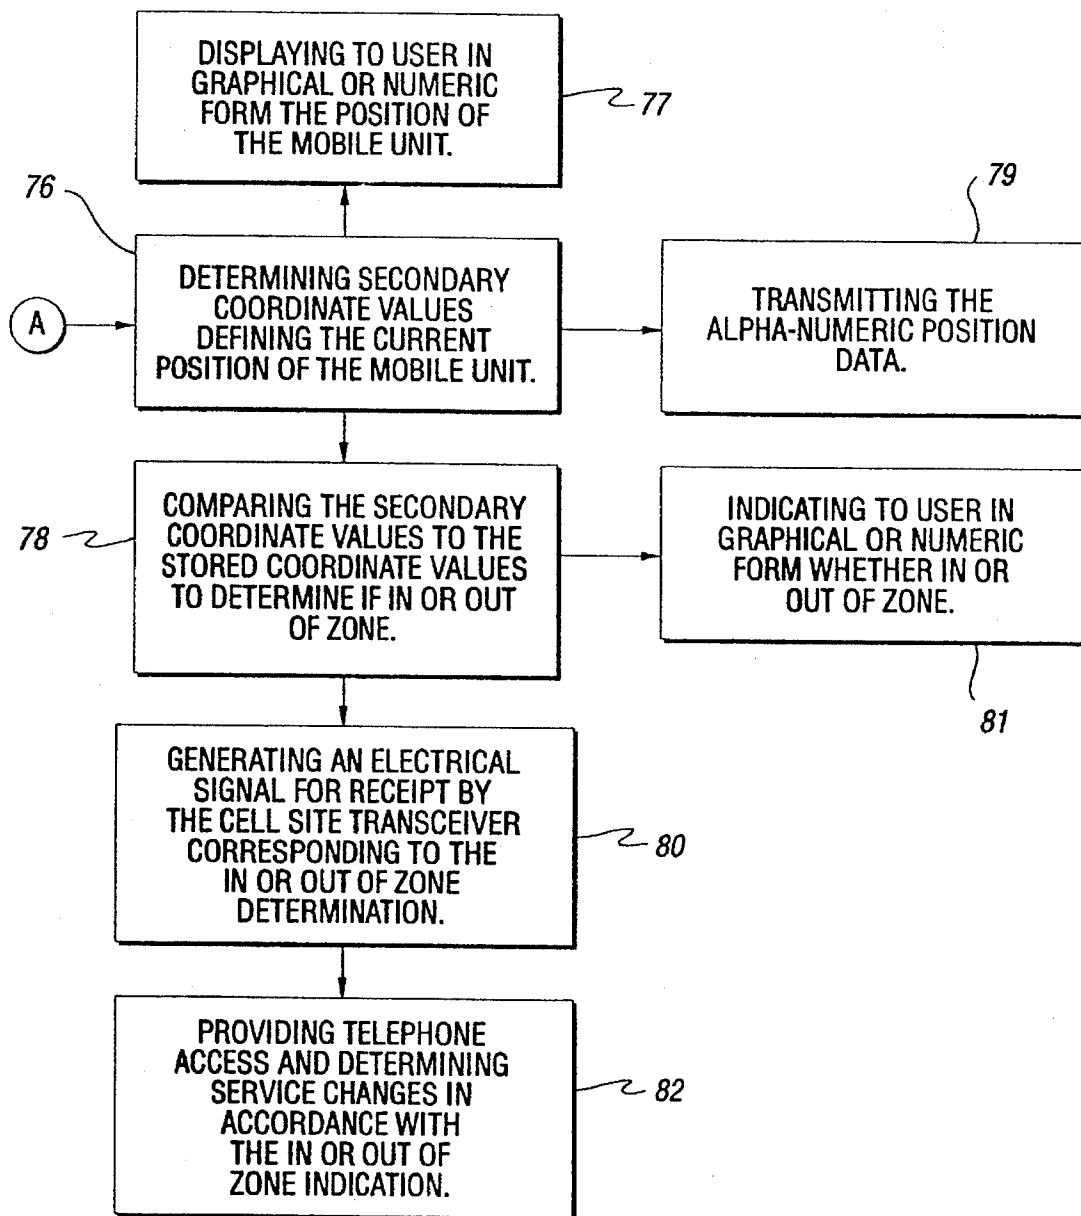 DISPLAYING TO USER IN
GRAPHICAL OR NUMERIC
FORM THE POSITION OF
THE MOBILE UNIT.
77
76
79
A
DETERMINING SECONDARY
COORDINATE VALUES
DEFINING THE CURRENT
POSITION OF THE MOBILE UNIT.
TRANSMITTING THE
ALPHA-NUMERIC POSITION
DATA.
78
COMPARING THE SECONDARY
COORDINATE VALUES TO THE
STORED COORDINATE VALUES
TO DETERMINE IF IN OR OUT
OF ZONE.
INDICATING TO USER IN
GRAPHICAL OR NUMERIC
FORM WHETHER IN OR
OUT OF ZONE.
81
GENERATING AN ELECTRICAL
SIGNAL FOR RECEIPT BY
THE CELL SITE TRANSCEIVER
CORRESPONDING TO THE
IN OR OUT OF ZONE
DETERMINATION.
80
PROVIDING TELEPHONE
ACCESS AND DETERMINING
SERVICE CHANGES IN
ACCORDANCE WITH
THE IN OR OUT OF
ZONE INDICATION.
82